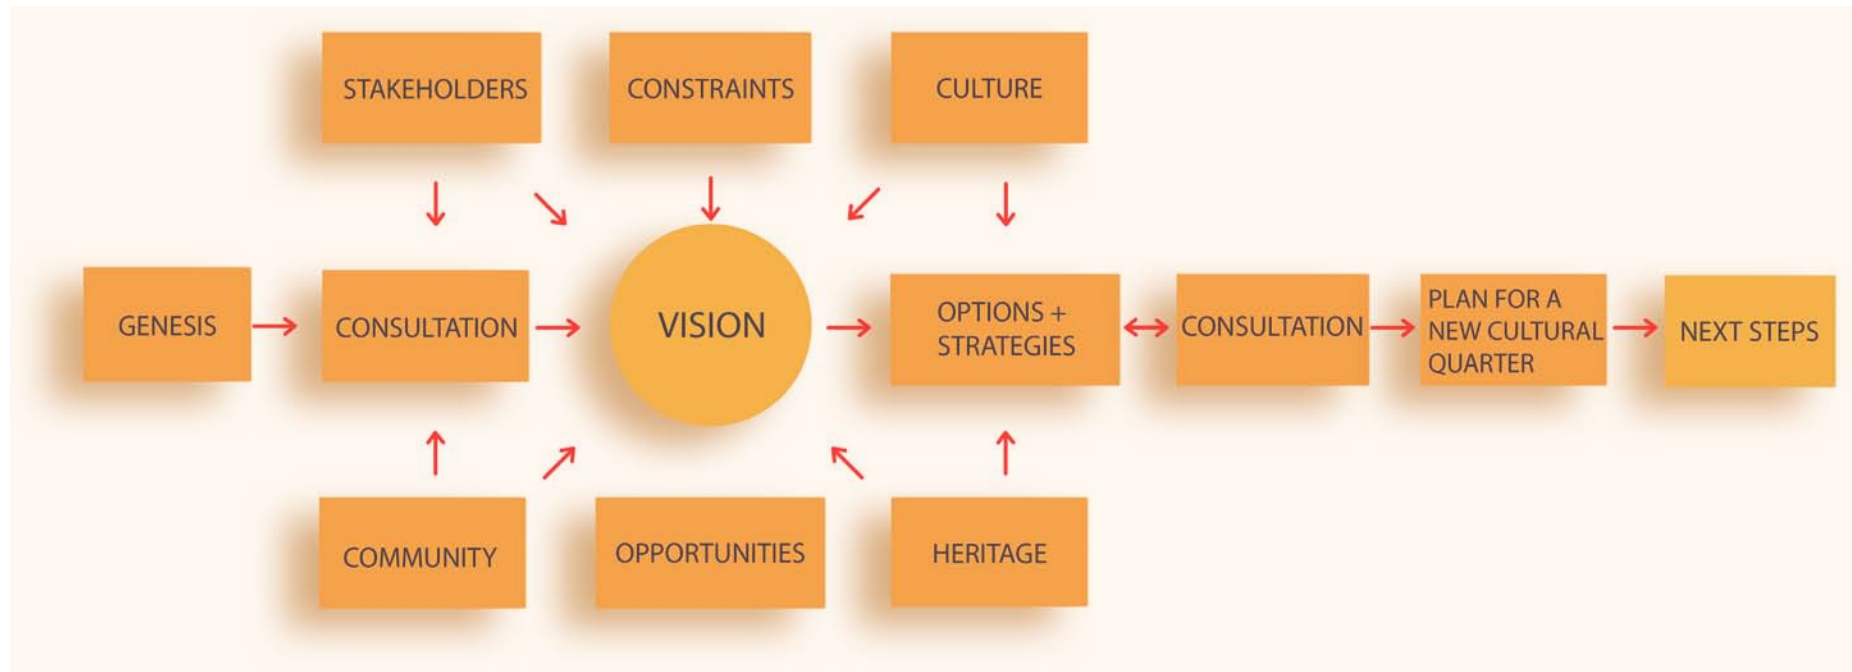 STAKEHOLDERS
CONSTRAINTS
CULTURE
GENESIS
CONSULTATION
VISION
OPTIONS +
STRATEGIES
CONSULTATION
PLAN FOR A
NEW CULTURAL
QUARTER
NEXT STEPS
COMMUNITY
OPPORTUNITIES
HERITAGE